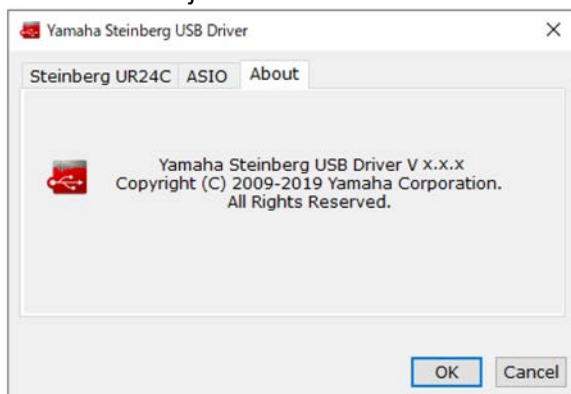 Yamaha Steinberg USB Driver
Steinberg UR24C ASIO About
Yamaha Steinberg USB Driver V x.x.x
Copyright (C) 2009-2019 Yamaha Corporation.
All Rights Reserved.
OK Cancel